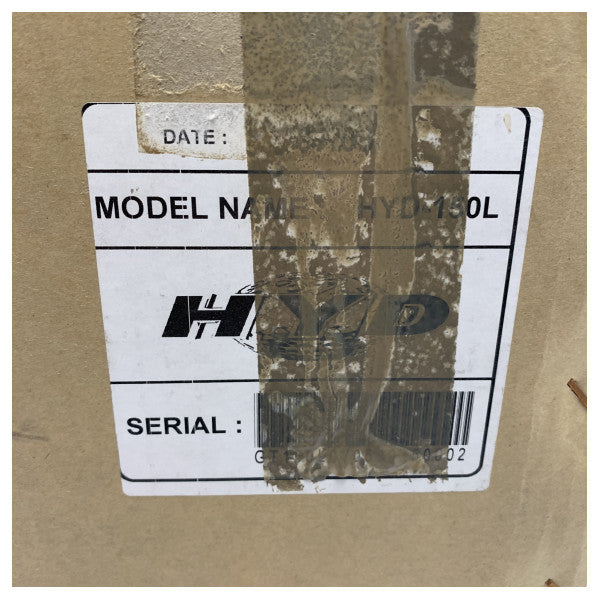 DATE :
MODEL NAME : HYD-150L
HYD
SERIAL :